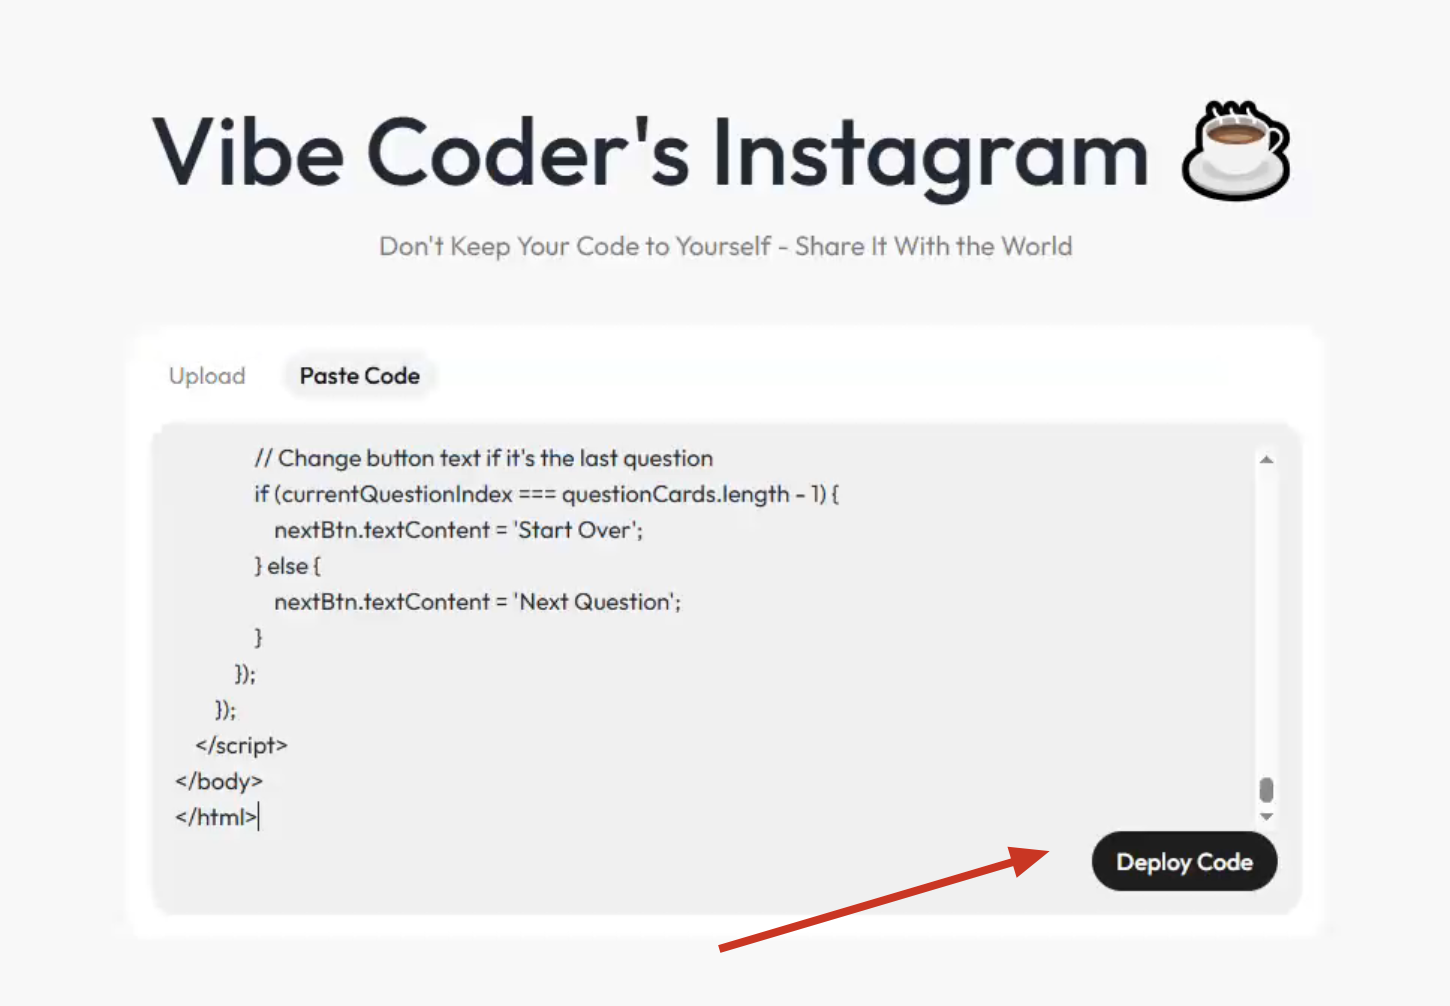 Vibe Coder's Instagram
Don't Keep Your Code to Yourself - Share It With the World
Upload
Paste Code
// Change button text if it's the last question
if (currentQuestionIndex === questionCards.length - 1) {
nextBtn.textContent = 'Start Over';
} else {
nextBtn.textContent = 'Next Question';
}
});
});
</script>
</body>
</html>
Deploy Code